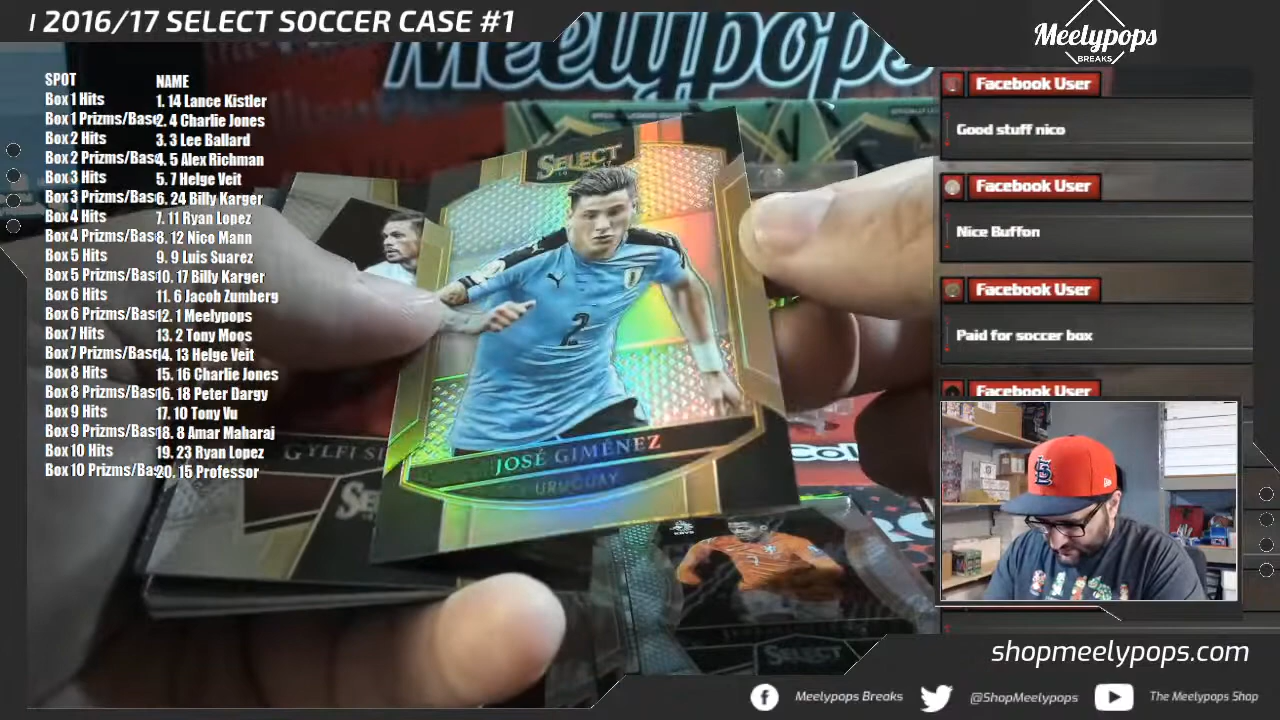 2016/17 SELECT SOCCER CASE #1
Meelypops
BREAKS
Meelypops
SPOT NAME
Box 1 Hits 1. 14 Lance Kistler
Box 1 Prizms/Base 2. 4 Charlie Jones
Box 2 Hits 3. 3 Lee Ballard
Box 2 Prizms/Base 4. 5 Alex Richman
Box 3 Hits 5. 7 Helge Veit
Box 3 Prizms/Base 6. 24 Billy Karger
Box 4 Hits 7. 11 Ryan Lopez
Box 4 Prizms/Bas 8. 12 Nico Mann
Box 5 Hits 9. 9 Luis Suarez
Box 5 Prizms/Bas 10. 17 Billy Karger
Box 6 Hits 11. 6 Jacob Zumberg
Box 6 Prizms/Bas 12. 1 Meelypops
Box 7 Hits 13. 2 Tony Moos
Box 7 Prizms/Base 14. 13 Helge Veit
Box 8 Hits 15. 16 Charlie Jones
Box 8 Prizms/Bas 16. 18 Peter Dargy
Box 9 Hits 17. 10 Tony Vu
Box 9 Prizms/Bas 18. 8 Amar Maharaj
Box 10 Hits 19. 23 Ryan Lopez
Box 10 Prizms/Bas 20. 15 Professor
SELECT
2
JOSÉ GIMÉNEZ
URUGUAY
GYLFI SI
SE
SELECT
Facebook User
Good stuff nico
Facebook User
Nice Buffon
Facebook User
Paid for soccer box
Facebook User
shopmeelypops.com
Meelypops Breaks
@ShopMeelypops
The Meelypops Shop